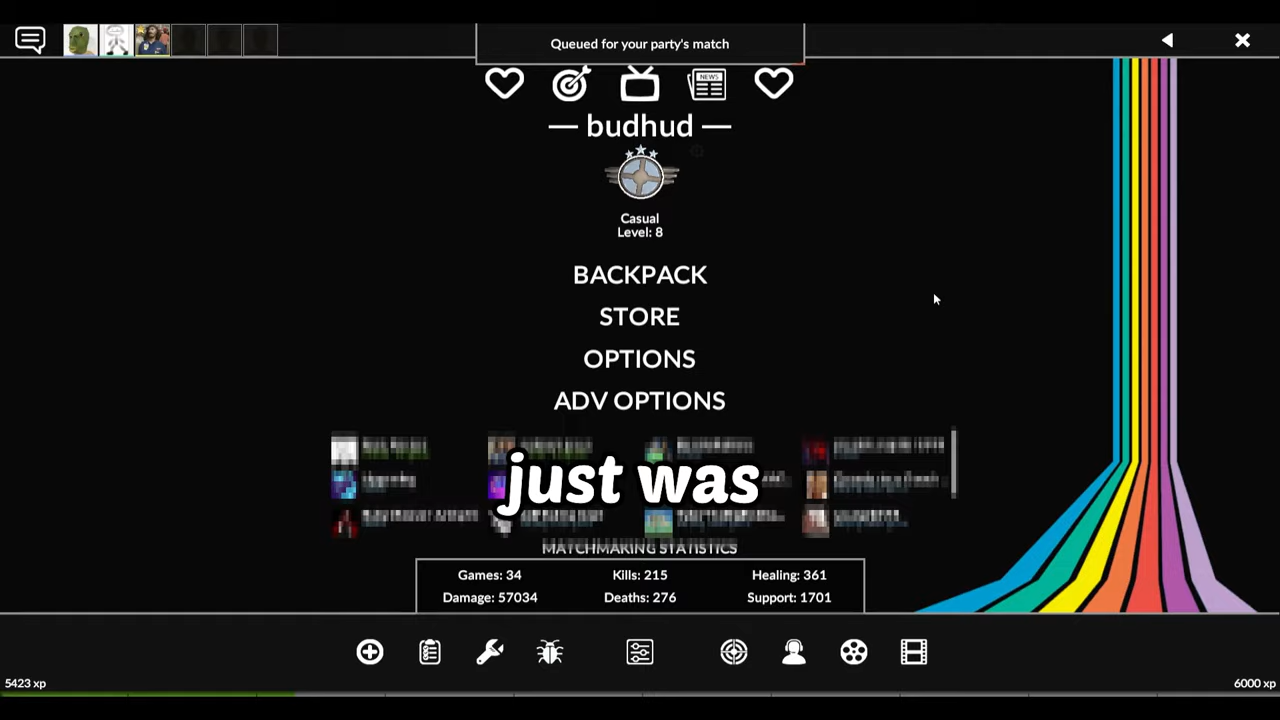 Queued for your party's match
NEWS
— budhud —
Casual
Level: 8
BACKPACK
STORE
OPTIONS
ADV OPTIONS
just was
MATCHMAKING STATISTICS
Games: 34 Kills: 215 Healing: 361
Damage: 57034 Deaths: 276 Support: 1701
5423 xp 6000 xp